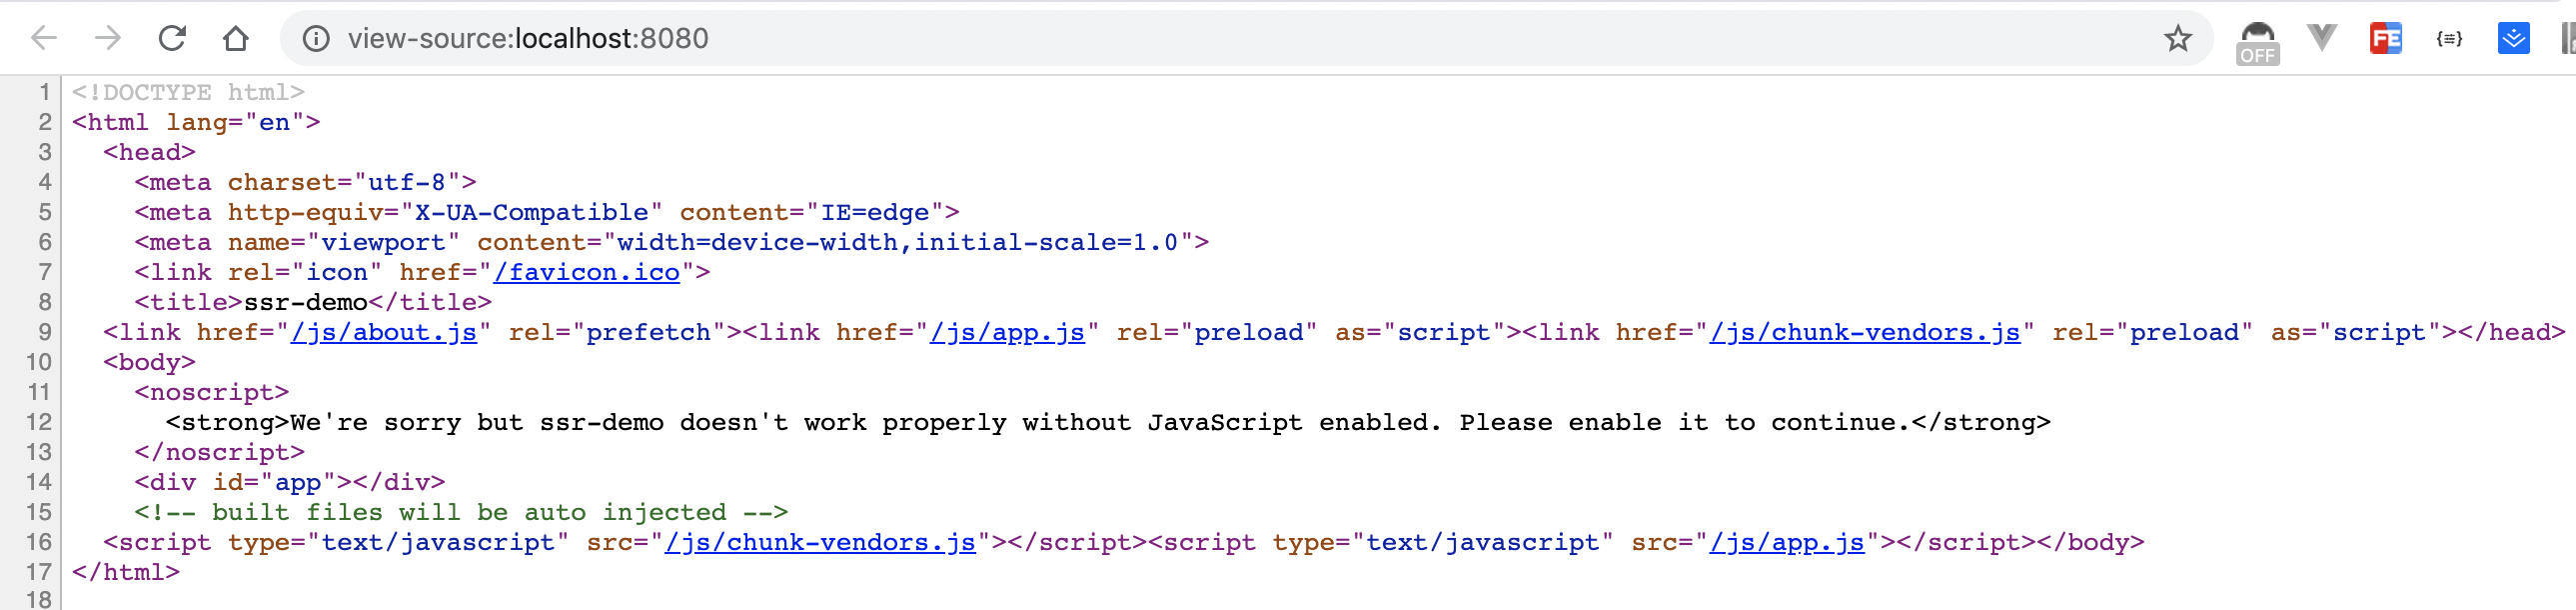 view-source:localhost:8080
OFF
FE
{≡}
1 <!DOCTYPE html>
2 <html lang="en">
3   <head>
4     <meta charset="utf-8">
5     <meta http-equiv="X-UA-Compatible" content="IE=edge">
6     <meta name="viewport" content="width=device-width,initial-scale=1.0">
7     <link rel="icon" href="/favicon.ico">
8     <title>ssr-demo</title>
9   <link href="/js/about.js" rel="prefetch"><link href="/js/app.js" rel="preload" as="script"><link href="/js/chunk-vendors.js" rel="preload" as="script"></head>
10   <body>
11     <noscript>
12       <strong>We're sorry but ssr-demo doesn't work properly without JavaScript enabled. Please enable it to continue.</strong>
13     </noscript>
14     <div id="app"></div>
15     <!-- built files will be auto injected -->
16   <script type="text/javascript" src="/js/chunk-vendors.js"></script><script type="text/javascript" src="/js/app.js"></script></body>
17 </html>
18